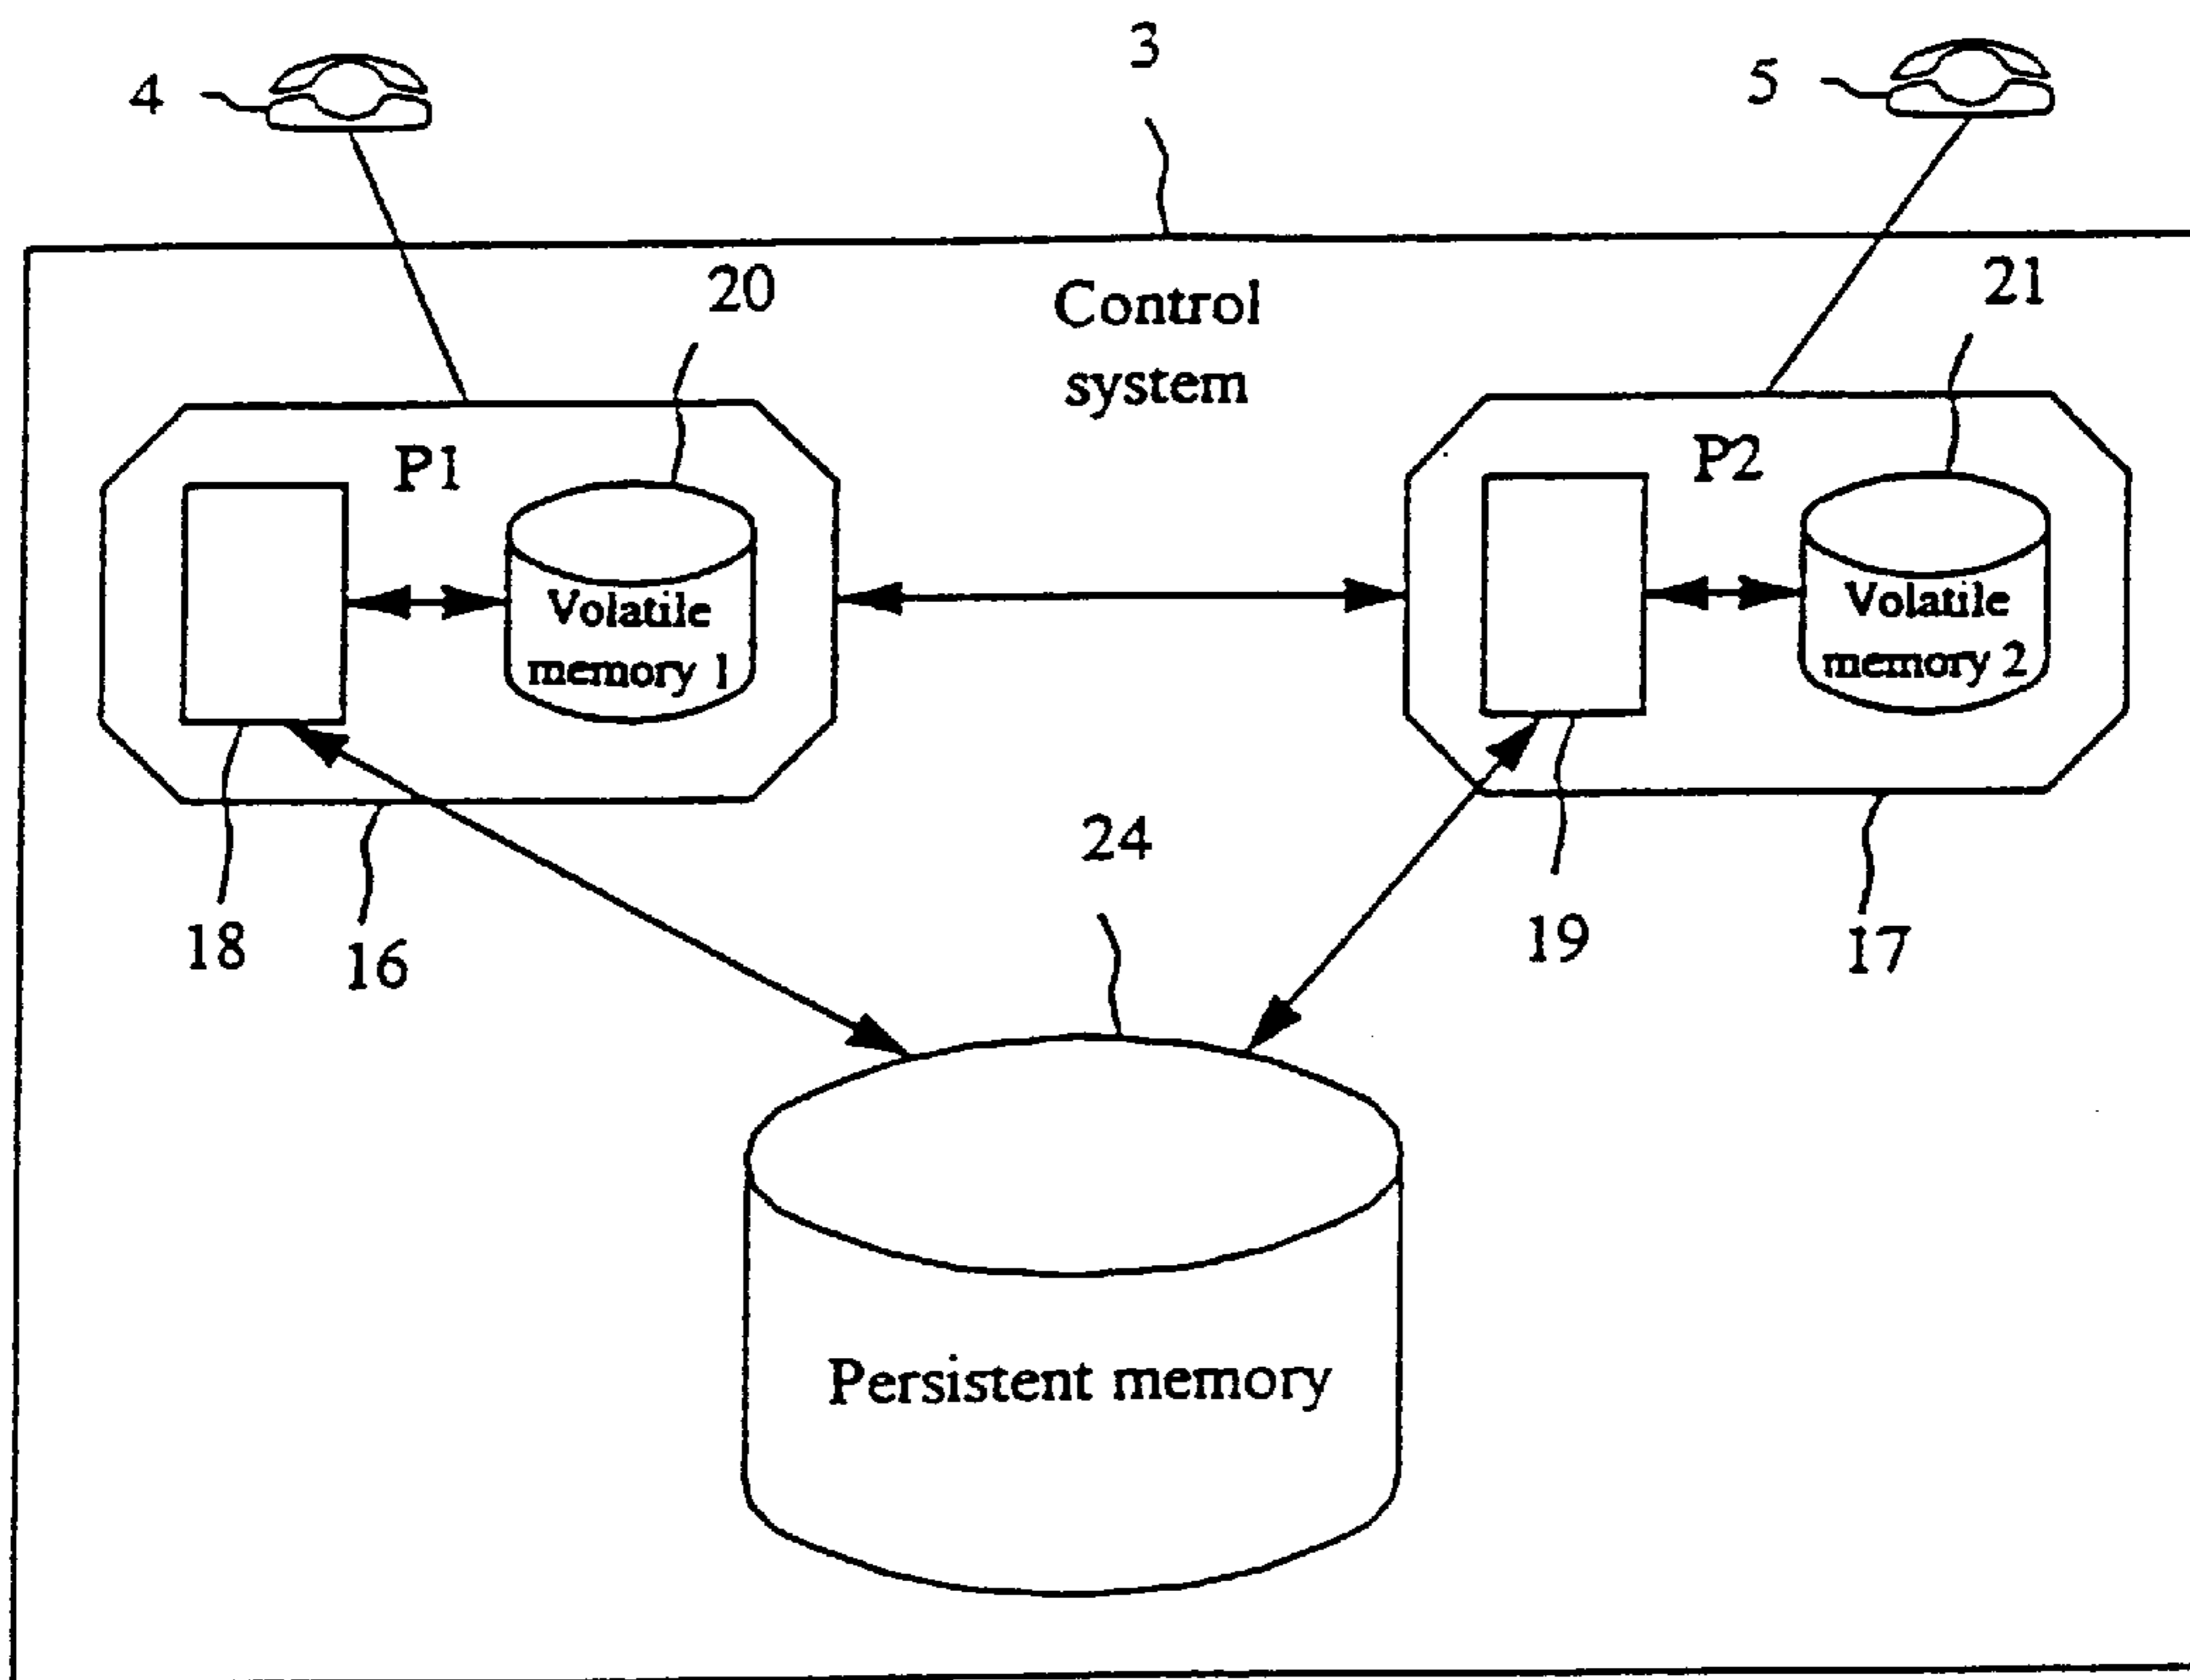 3
4
5
20
Control
system
21
P1
P2
Volatile
memory 1
Volatile
memory 2
24
18
16
19
17
Persistent memory